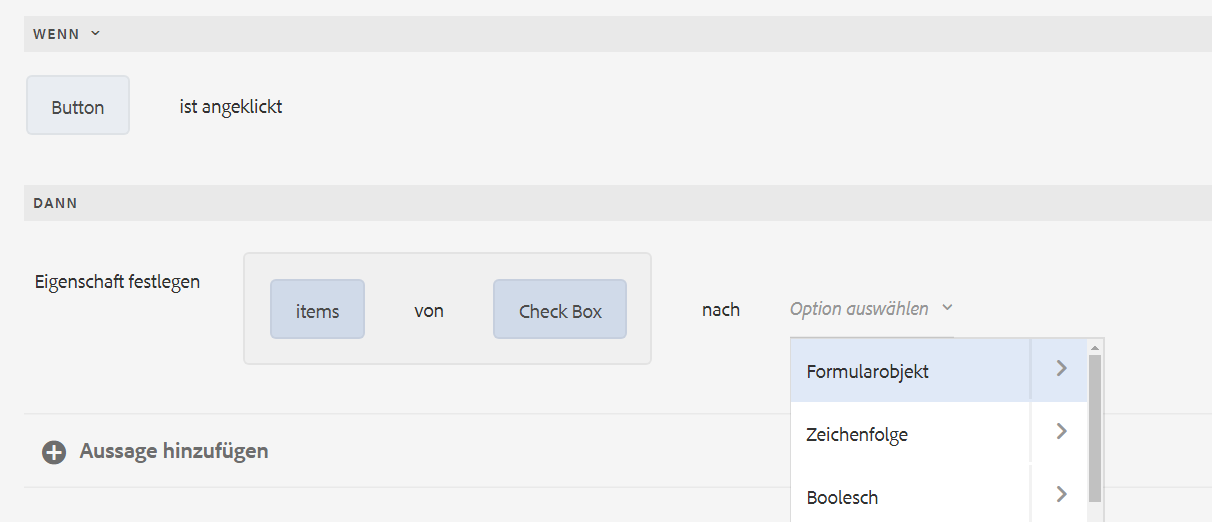 WENN
Button ist angeklickt
DANN
Eigenschaft festlegen items von Check Box nach Option auswählen
Formularobjekt
Zeichenfolge
Boolesch
Aussage hinzufügen